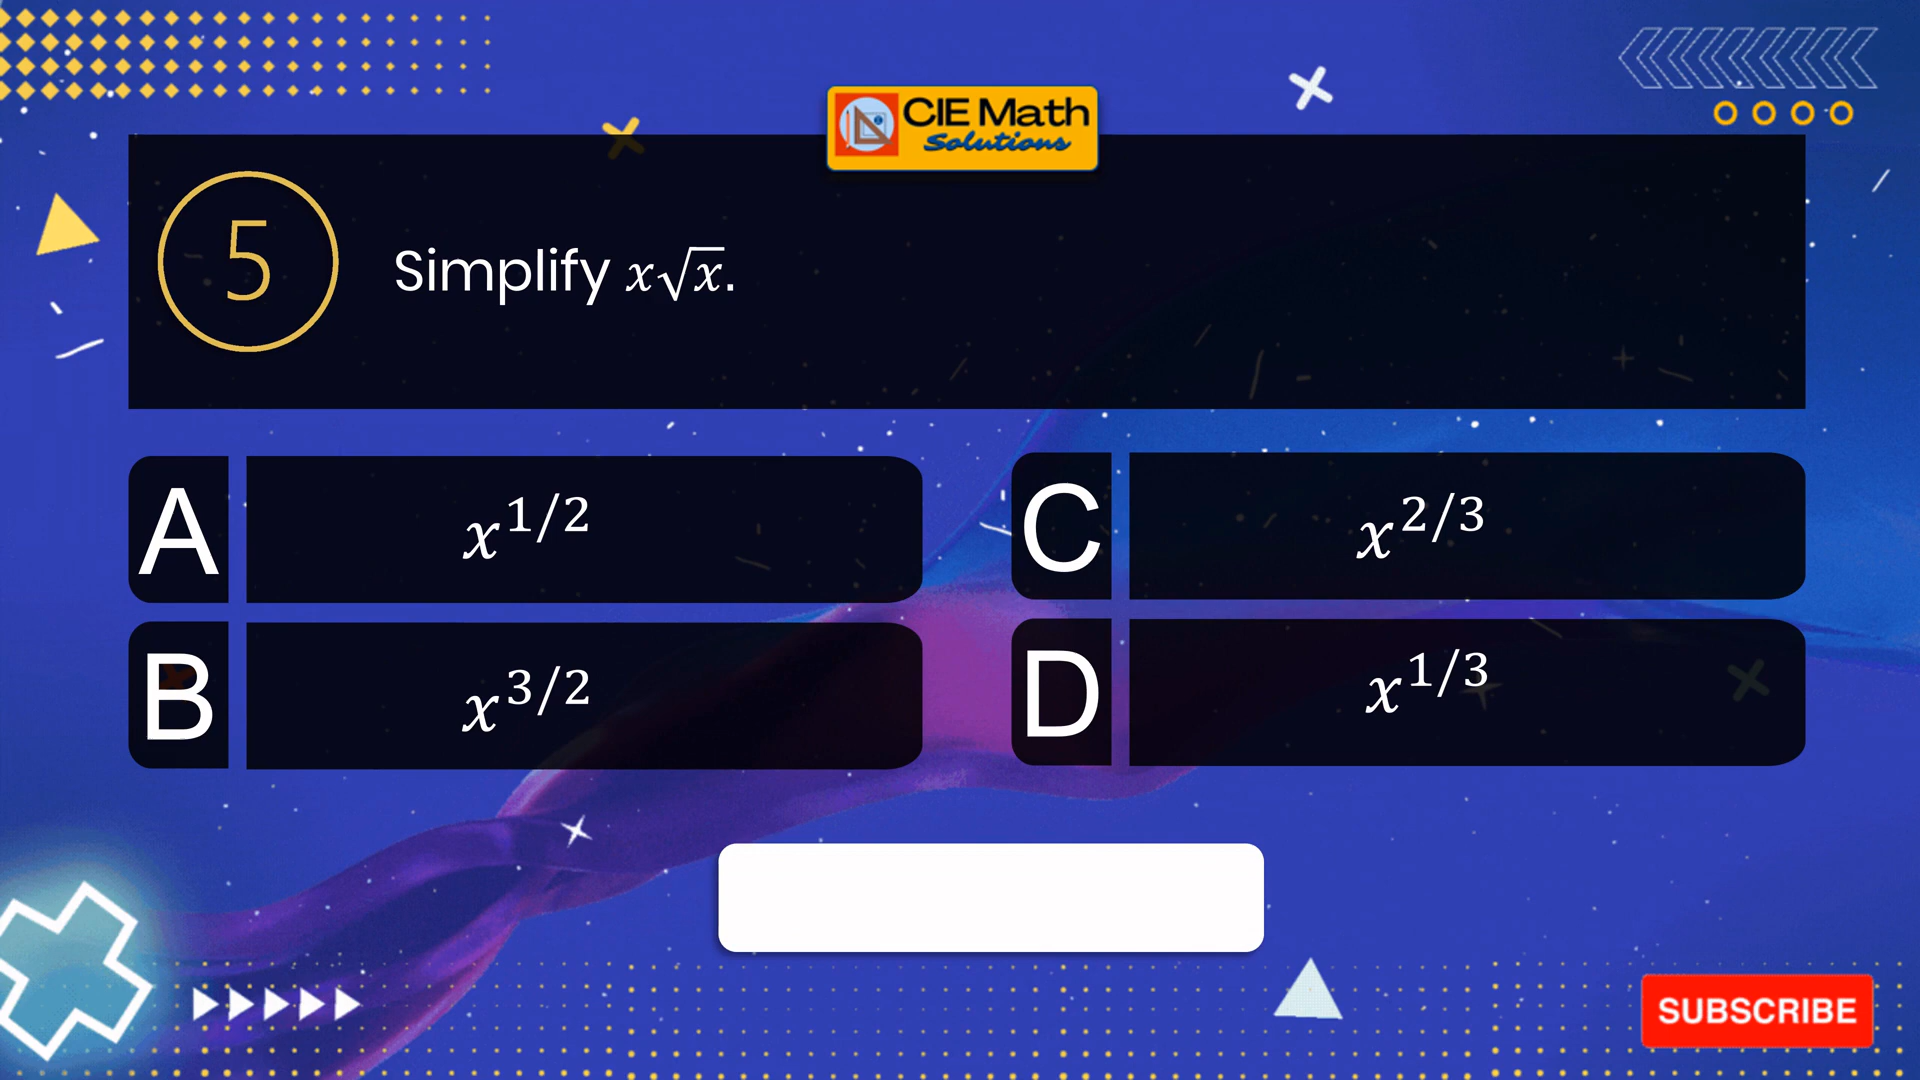 CIE Math
Solutions
5
Simplify x√x.
A
x^{1/2}
C
x^{2/3}
B
x^{3/2}
D
x^{1/3}
SUBSCRIBE